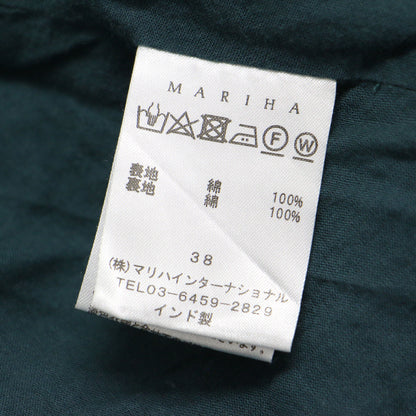 MARIHA
F W
表地 綿 100%
裏地 綿 100%
38
(株)マリハインターナショナル
TEL03-6459-2829
インド製